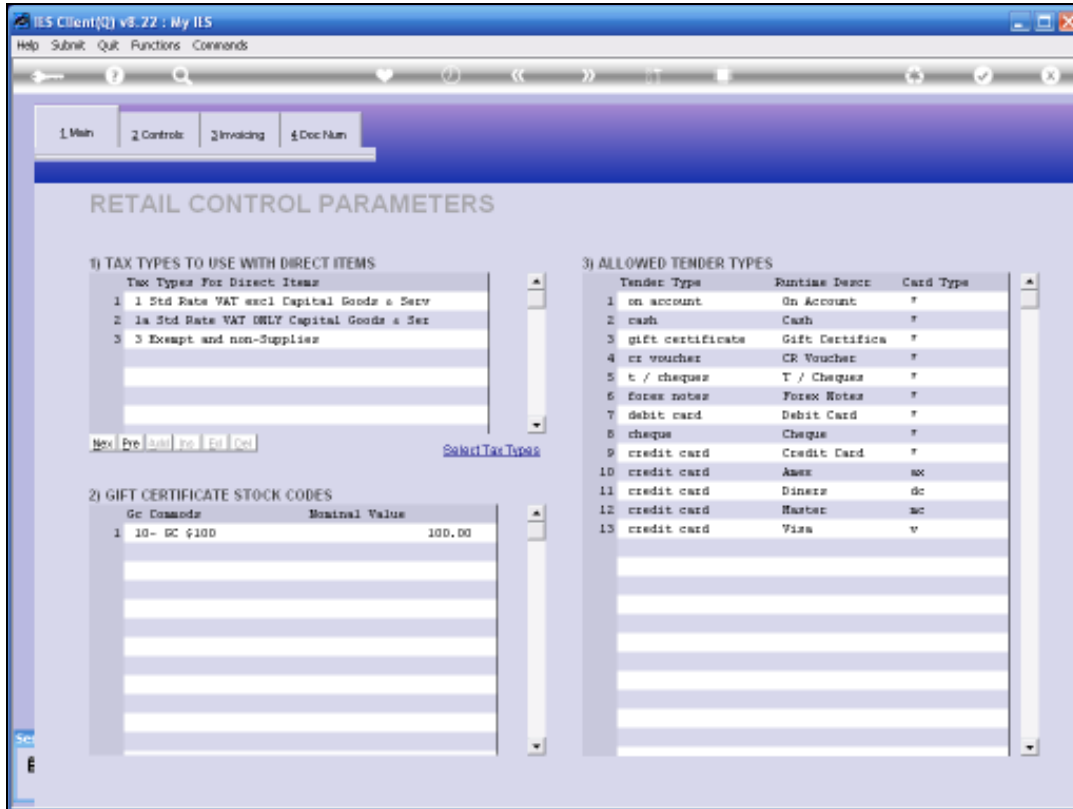 IES Client(Q) v8.22 : My IES
Help Submit Quit Functions Commands
1 Main
2 Controls
3 Invoicing
4 Doc Num
RETAIL CONTROL PARAMETERS
1) TAX TYPES TO USE WITH DIRECT ITEMS
Tax Types For Direct Items
1 1 Std Rate VAT excl Capital Goods & Serv
2 1a Std Rate VAT ONLY Capital Goods & Ser
3 3 Exempt and non-Supplies
Nex Pre Add Ins Ed Del
Select Tax Types
2) GIFT CERTIFICATE STOCK CODES
Gc Commods Nominal Value
1 10- GC $100 100.00
3) ALLOWED TENDER TYPES
Tender Type Runtime Descr Card Type
1 on account On Account
2 cash Cash
3 gift certificate Gift Certifica
4 cr voucher CR Voucher
5 t / cheques T / Cheques
6 forex notes Forex Notes
7 debit card Debit Card
8 cheque Cheque
9 credit card Credit Card
10 credit card Amex
11 credit card Diners dc
12 credit card Master mc
13 credit card Visa v